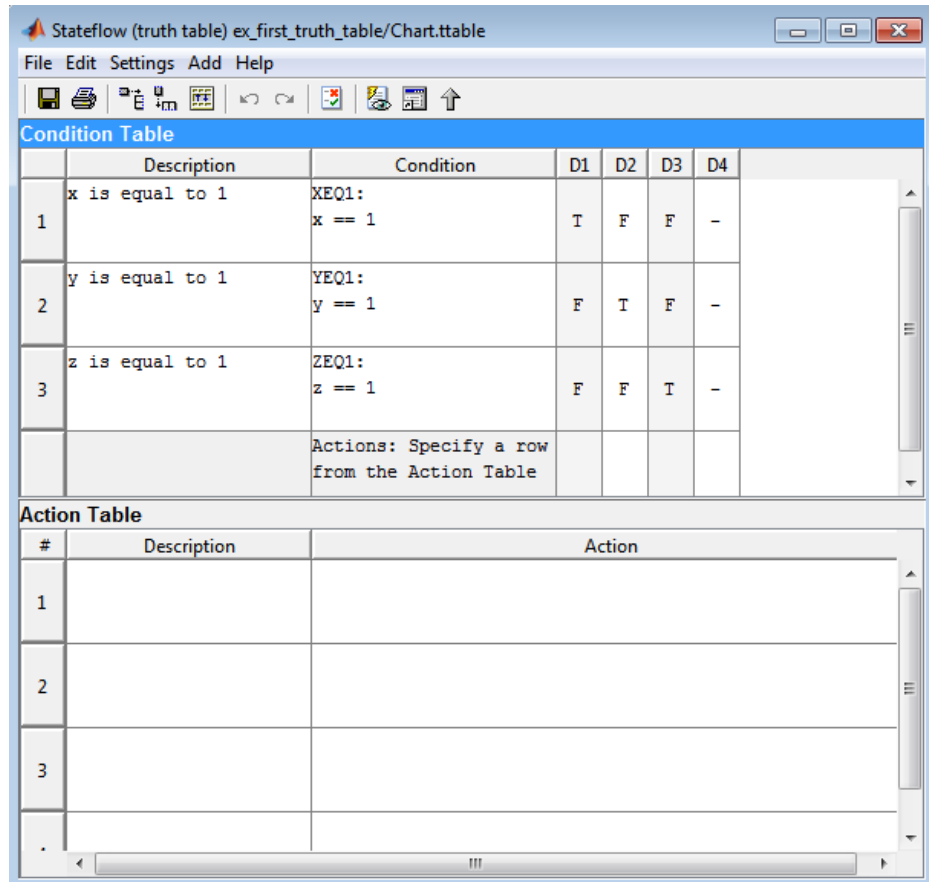 Stateflow (truth table) ex_first_truth_table/Chart.ttable
File Edit Settings Add Help
Condition Table
Description Condition D1 D2 D3 D4
x is equal to 1 XEQ1:
1 x == 1 T F F -
y is equal to 1 YEQ1:
2 y == 1 F T F -
z is equal to 1 ZEQ1:
3 z == 1 F F T -
Actions: Specify a row
from the Action Table
Action Table
# Description Action
1
2
3